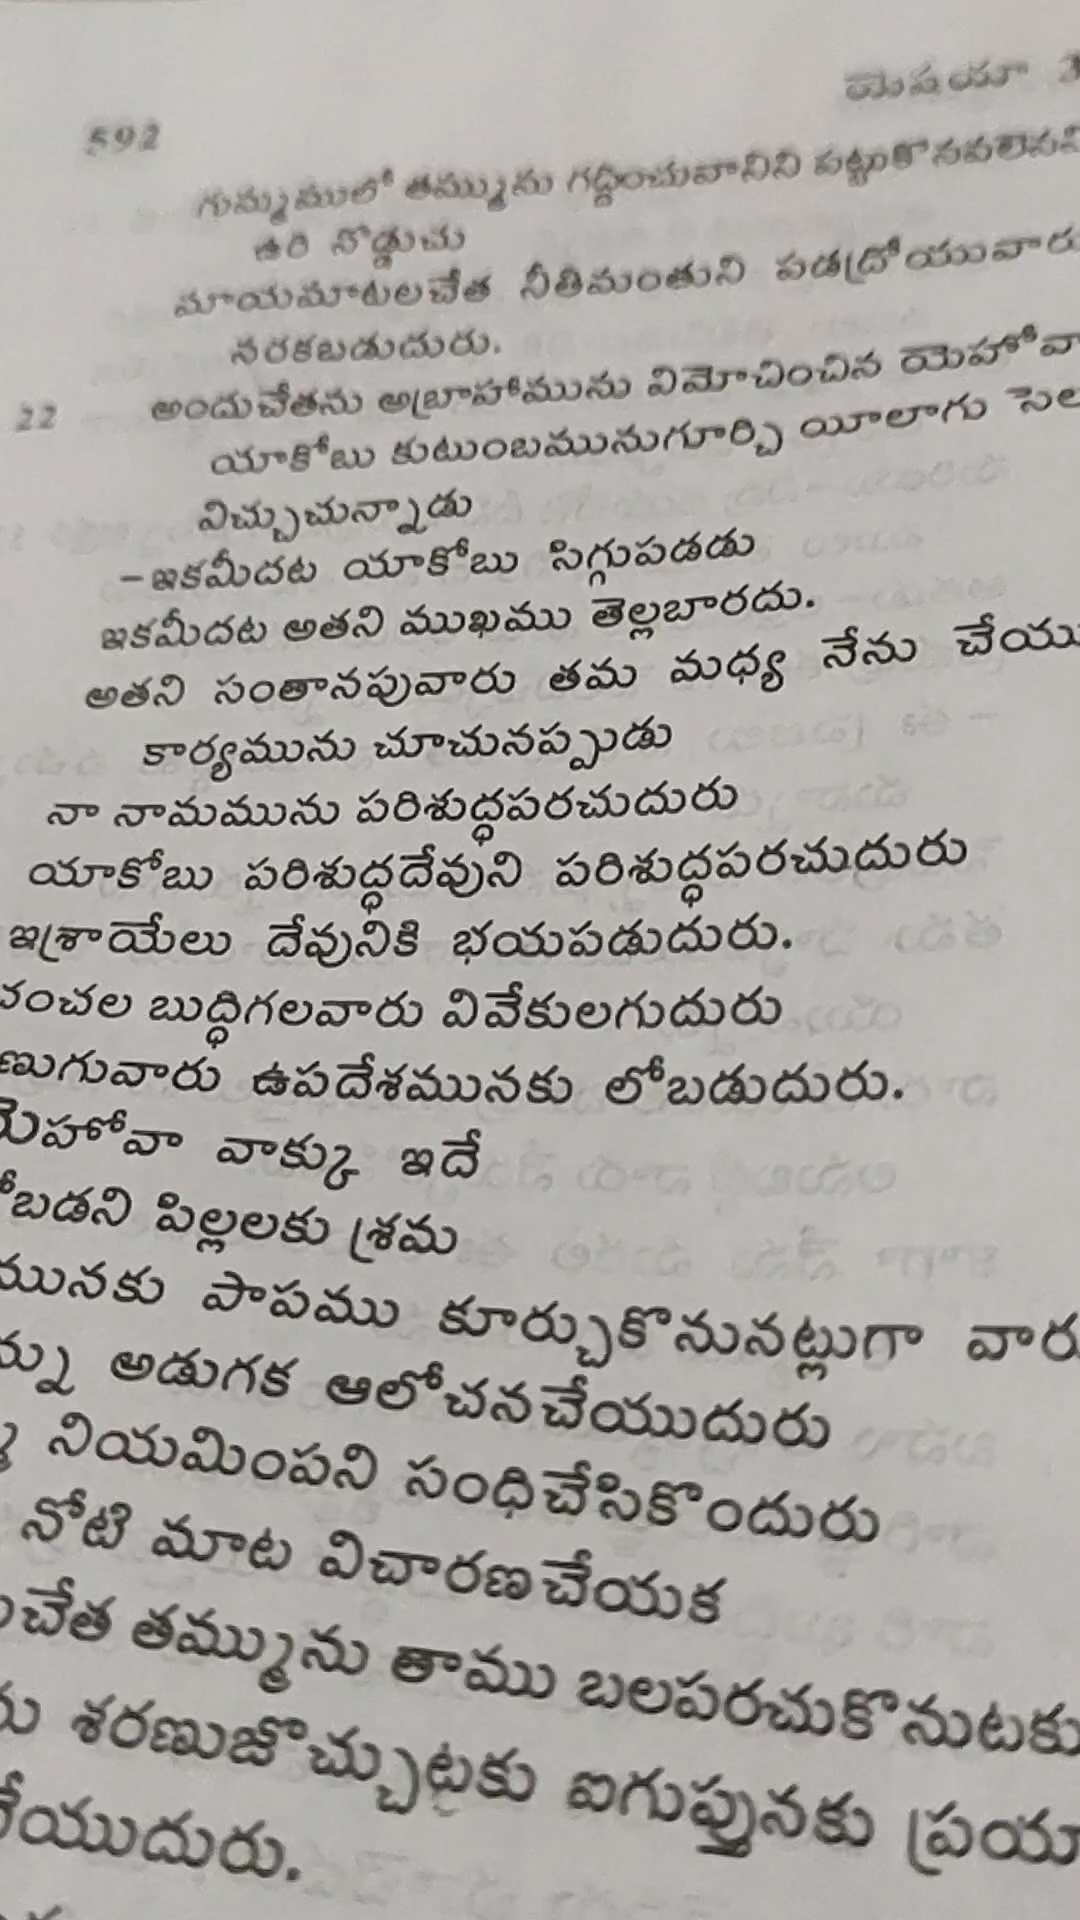 592
యెషయా
గుమ్మములో తమ్మును గద్దించువానిని
ఉరి నొడ్డుచు
మాయమాటలచేత నీతిమంతుని పడద్రోయువారు
నరకబడుదురు.
22 అందుచేతను అబ్రాహామును విమోచించిన యెహోవా
యాకోబు కుటుంబమునుగూర్చి యీలాగు సెల
విచ్చుచున్నాడు
–ఇకమీదట యాకోబు సిగ్గుపడడు
ఇకమీదట అతని ముఖము తెల్లబారదు.
అతని సంతానపువారు తమ మధ్య నేను చేయు
కార్యమును చూచునప్పుడు
నా నామమును పరిశుద్ధపరచుదురు
యాకోబు పరిశుద్ధదేవుని పరిశుద్ధపరచుదురు
ఇశ్రాయేలు దేవునికి భయపడుదురు.
చంచల బుద్ధిగలవారు వివేకులగుదురు
ణుగువారు ఉపదేశమునకు లోబడుదురు.
యెహోవా వాక్కు ఇదే
లోబడని పిల్లలకు శ్రమ
మునకు పాపము కూర్చుకొనునట్లుగా వారు
న్ను అడుగక ఆలోచనచేయుదురు
నియమింపని సంధిచేసికొందురు
నోటి మాట విచారణచేయక
చేత తమ్మును తాము బలపరచుకొనుటకు
శరణుజొచ్చుటకు ఐగుప్తునకు ప్రయా
చేయుదురు.